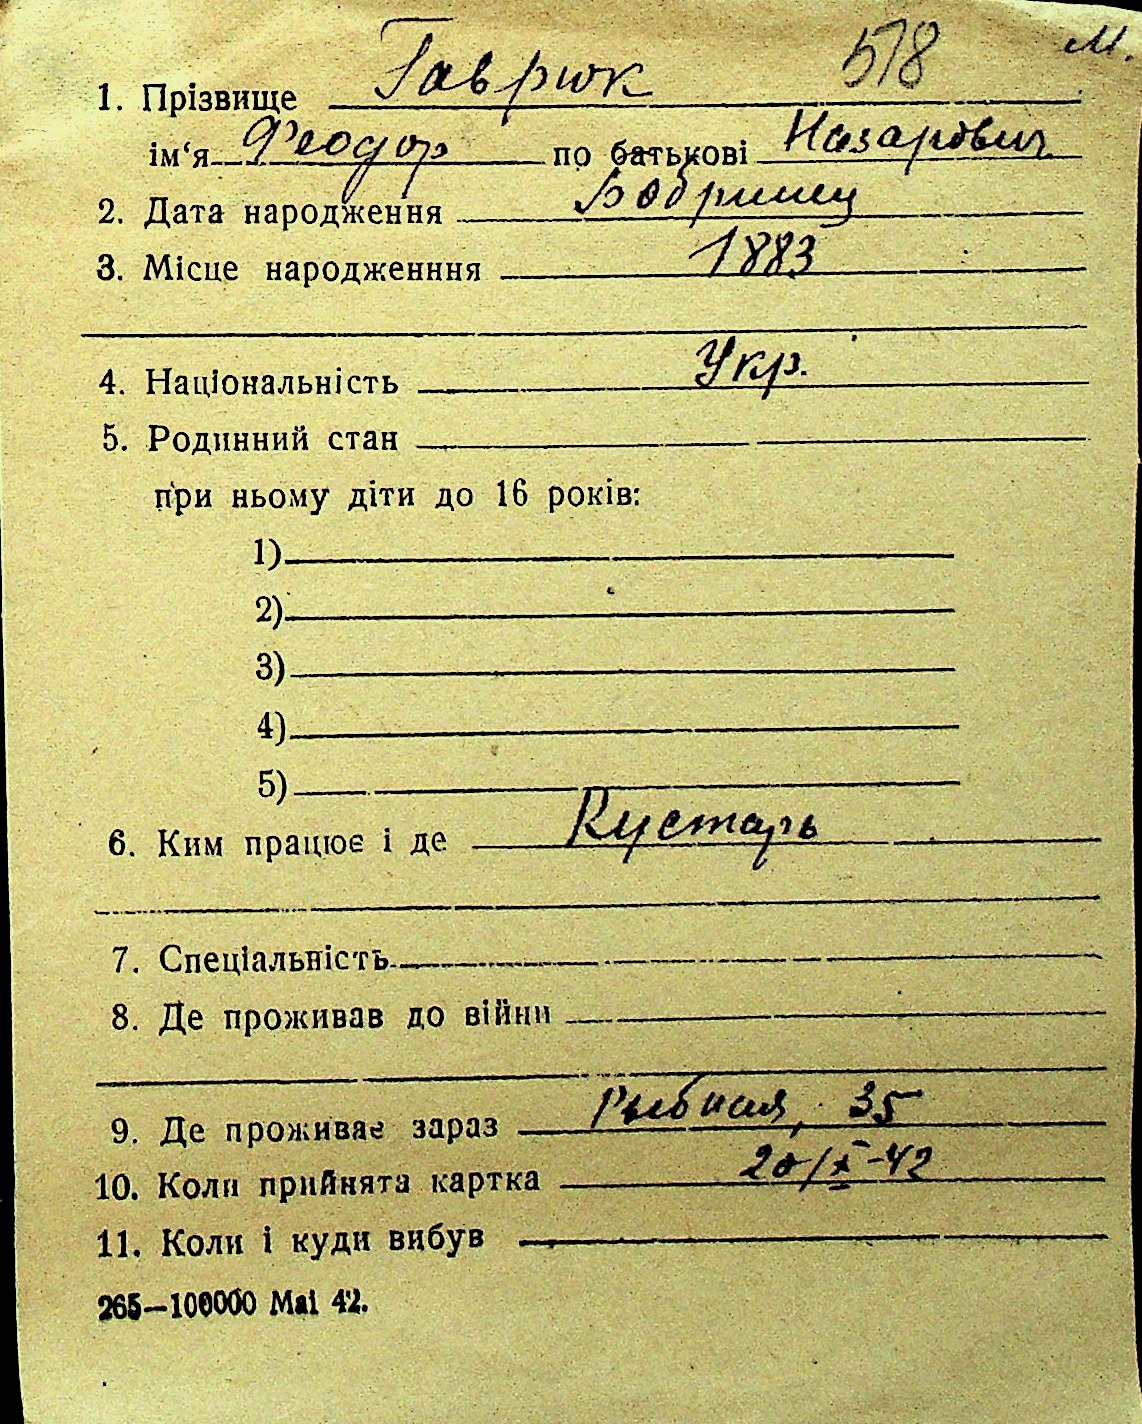 578 М.
1. Прізвище Гаврюк
ім‘я Феодор по батькові Назарович
2. Дата народження Бобринец
3. Місце народженння 1883
4. Національність Укр.
5. Родинний стан
при ньому діти до 16 років:
1)
2)
3)
4)
5)
6. Ким працює і де Кустарь
7. Спеціальність
8. Де проживав до війни
9. Де проживає зараз Рыбная, 35
10. Коли прийнята картка 20/X-42
11. Коли і куди вибув
265—100000 Mai 42.